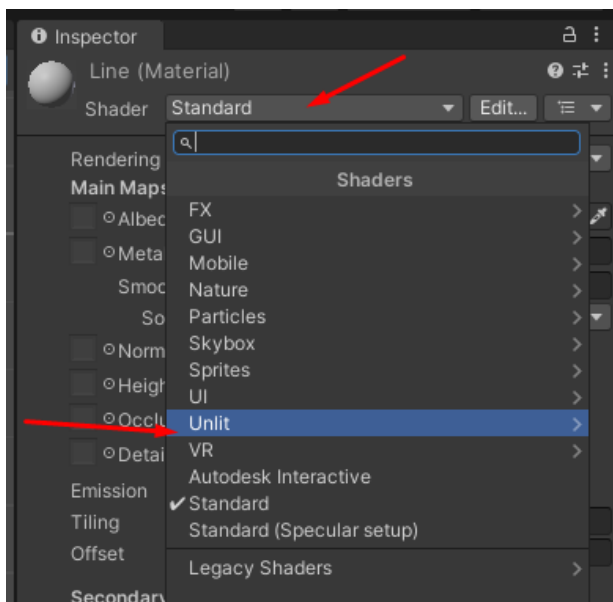 Inspector
Line (Material)
Shader Standard Edit...
Rendering
Main Maps
Shaders
FX
GUI
Mobile
Nature
Particles
Skybox
Sprites
UI
Unlit
VR
Autodesk Interactive
Standard
Standard (Specular setup)
Legacy Shaders
Albed
Meta
Smoo
So
Norm
Heigh
Occlu
Detai
Emission
Tiling
Offset
Secondary